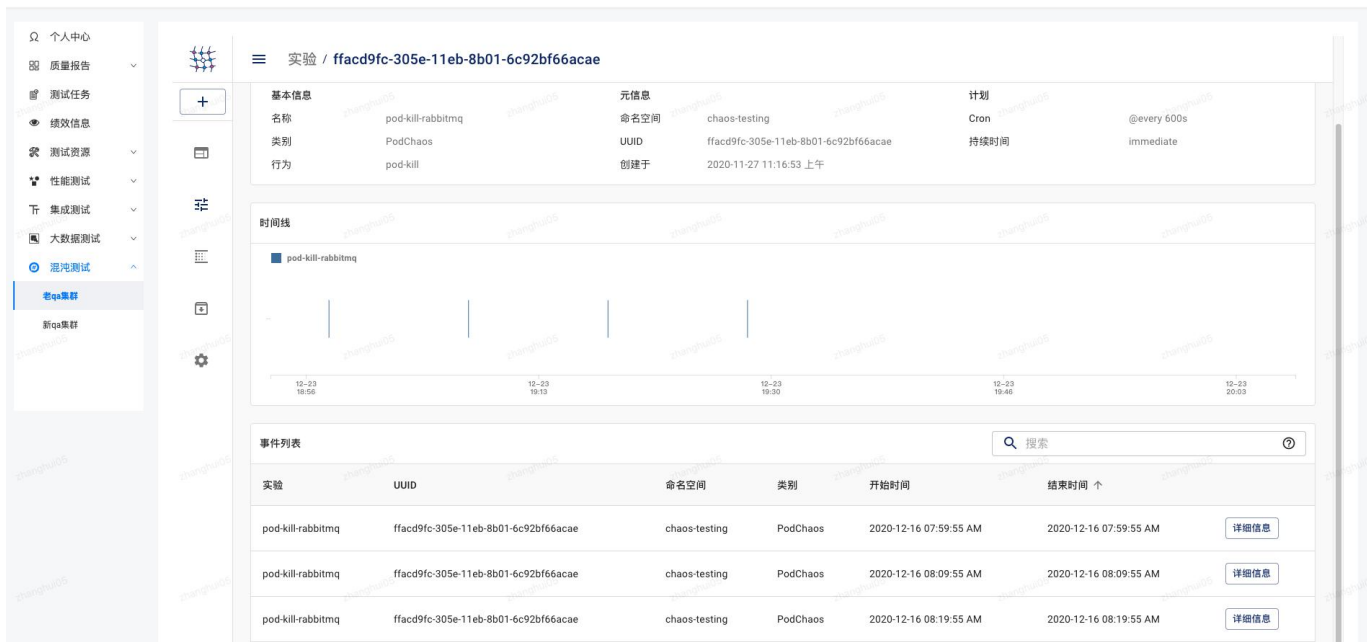 个人中心
质量报告
测试任务
绩效信息
测试资源
性能测试
集成测试
大数据测试
混沌测试
老qa集群
新qa集群
实验 / ffacd9fc-305e-11eb-8b01-6c92bf66acae
基本信息 元信息 计划
名称 pod-kill-rabbitmq 命名空间 chaos-testing Cron @every 600s
类别 PodChaos UUID ffacd9fc-305e-11eb-8b01-6c92bf66acae 持续时间 immediate
行为 pod-kill 创建于 2020-11-27 11:16:53 上午
时间线
pod-kill-rabbitmq
12-23 12-23 12-23 12-23 12-23
18:56 19:13 19:30 19:46 20:03
事件列表 搜索
实验 UUID 命名空间 类别 开始时间 结束时间
pod-kill-rabbitmq ffacd9fc-305e-11eb-8b01-6c92bf66acae chaos-testing PodChaos 2020-12-16 07:59:55 AM 2020-12-16 07:59:55 AM 详细信息
pod-kill-rabbitmq ffacd9fc-305e-11eb-8b01-6c92bf66acae chaos-testing PodChaos 2020-12-16 08:09:55 AM 2020-12-16 08:09:55 AM 详细信息
pod-kill-rabbitmq ffacd9fc-305e-11eb-8b01-6c92bf66acae chaos-testing PodChaos 2020-12-16 08:19:55 AM 2020-12-16 08:19:55 AM 详细信息
zhanghui05